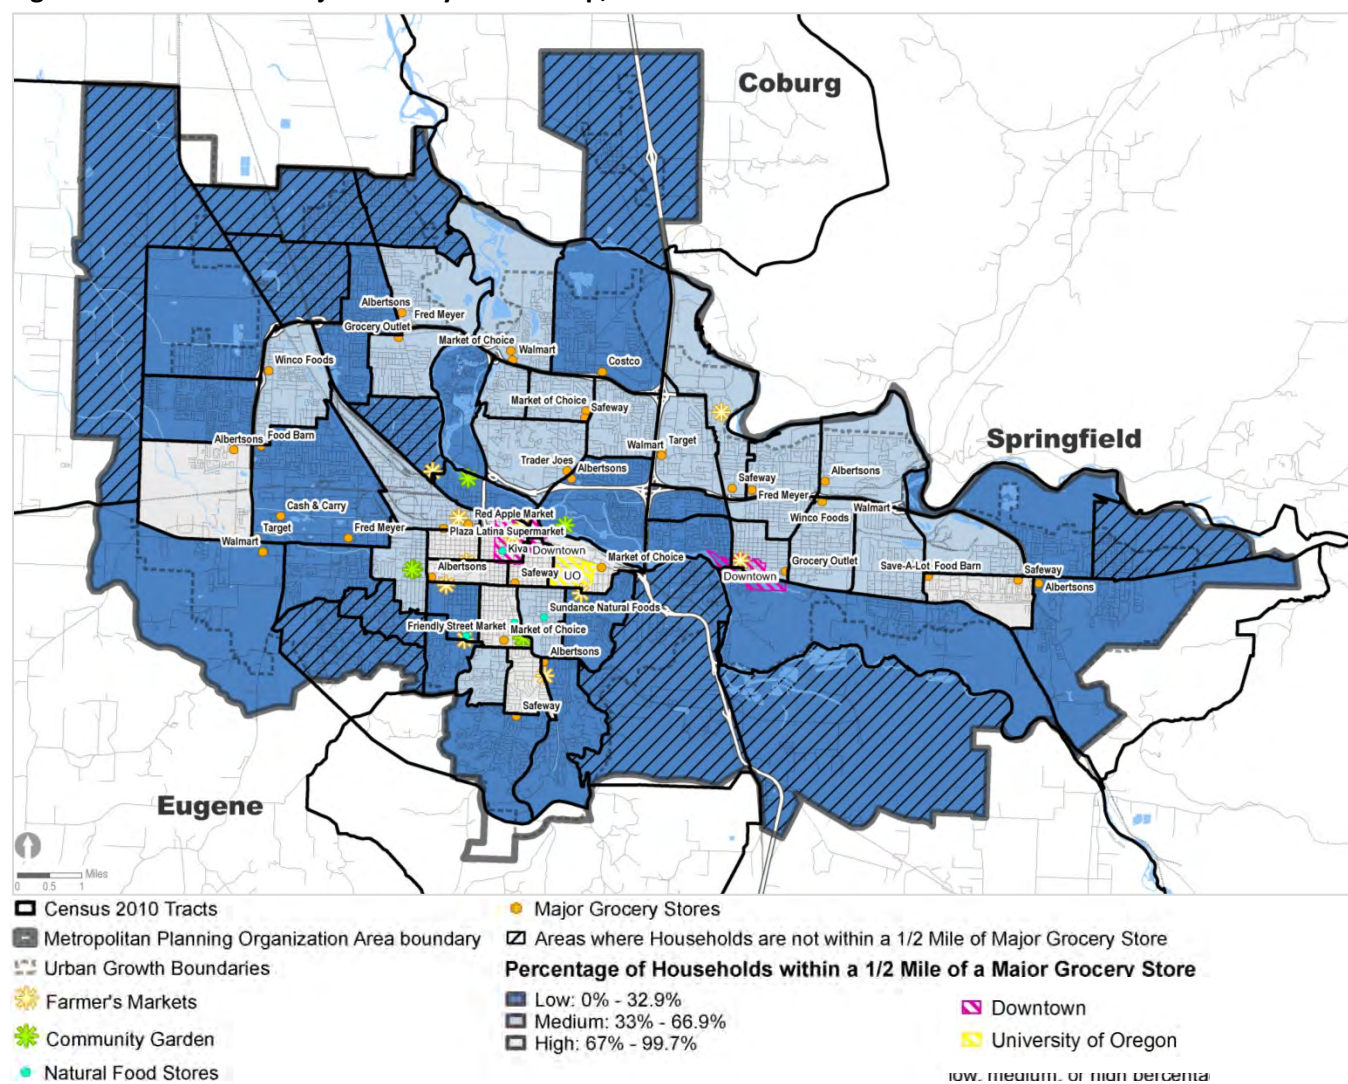 Coburg
Albertsons
Fred Meyer
Grocery Outlet
Market of Choice
Walmart
Winco Foods
Costco
Market of Choice
Safeway
Springfield
Albertsons
Food Barn
Walmart
Target
Trader Joes
Albertsons
Safeway
Albertsons
Fred Meyer
Cash & Carry
Red Apple Market
Winco Foods
Walmart
Target
Fred Meyer
Plaza Latina Supermarket
Walmart
Kiva
Downtown
Market of Choice
Grocery Outlet
Albertsons
Safeway
UO
Downtown
Save-A-Lot
Food Barn
Safeway
Albertsons
Sundance Natural Foods
Friendly Street Market
Market of Choice
Albertsons
Safeway
Eugene
Miles
0 0.5 1
Census 2010 Tracts
Metropolitan Planning Organization Area boundary
Urban Growth Boundaries
Farmer's Markets
Community Garden
Natural Food Stores
Major Grocery Stores
Areas where Households are not within a 1/2 Mile of Major Grocery Store
Percentage of Households within a 1/2 Mile of a Major Grocery Store
Low: 0% - 32.9%
Medium: 33% - 66.9%
High: 67% - 99.7%
Downtown
University of Oregon
low, medium, or high percenta